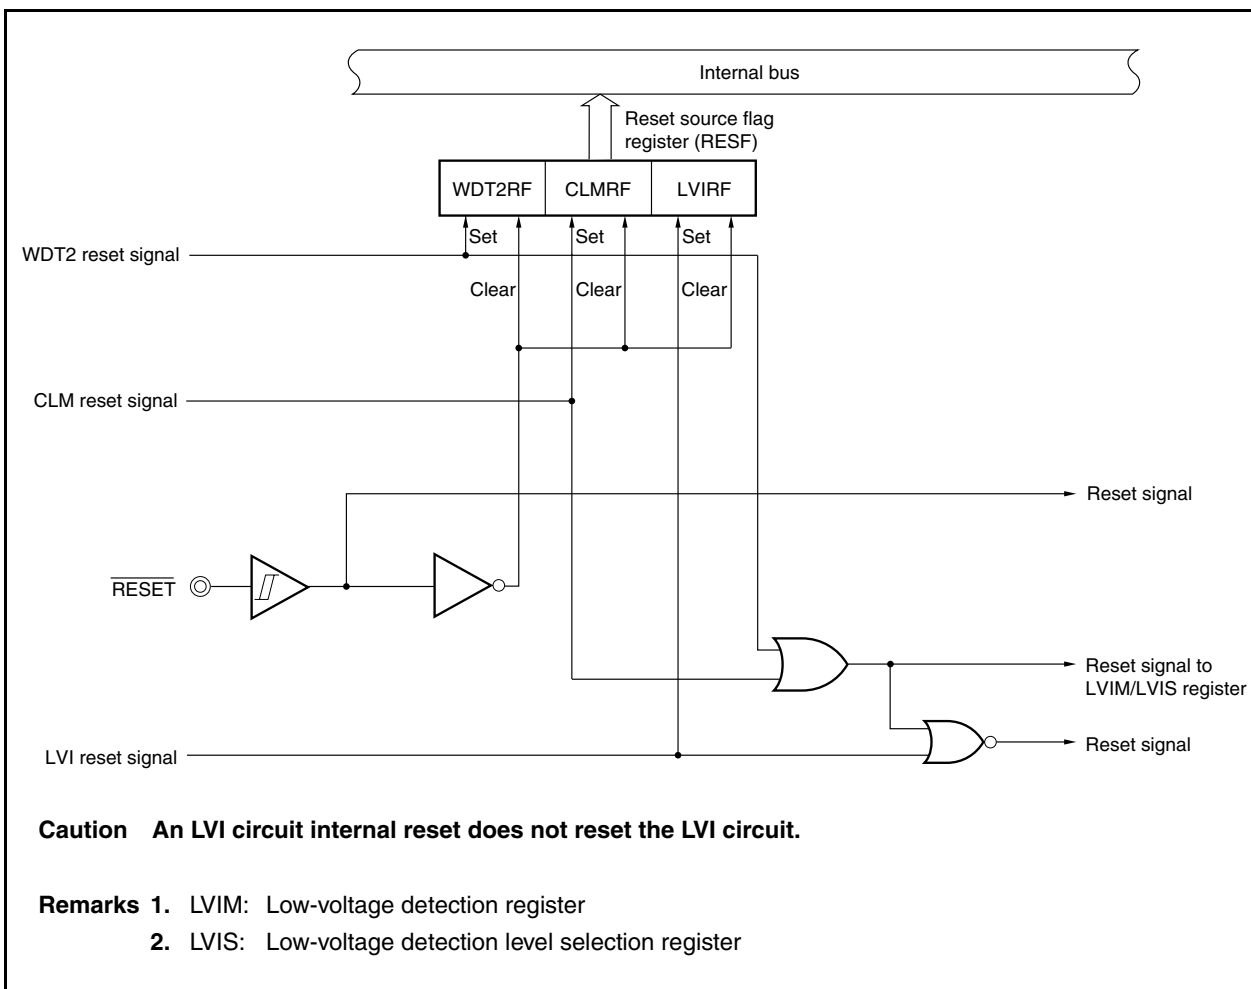 Internal bus
Reset source flag
register (RESF)
WDT2RF CLMRF LVIRF
Set Set Set
WDT2 reset signal
Clear Clear Clear
CLM reset signal
Reset signal
RESET
Reset signal to
LVIM/LVIS register
Reset signal
LVI reset signal
Caution An LVI circuit internal reset does not reset the LVI circuit.
Remarks 1. LVIM: Low-voltage detection register
2. LVIS: Low-voltage detection level selection register